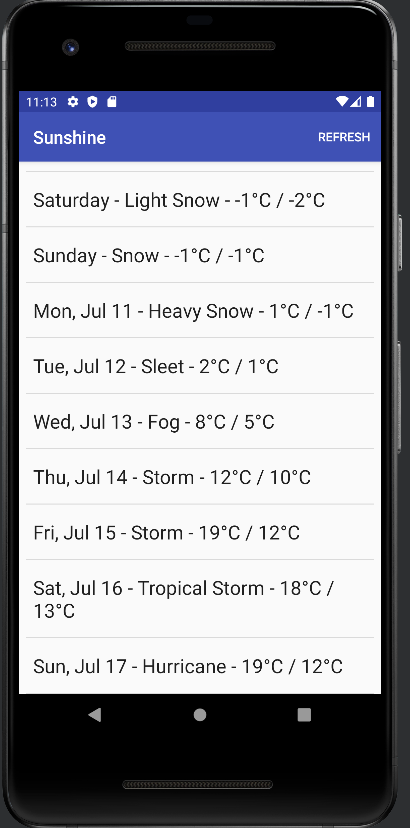 11:13
Sunshine
REFRESH
Saturday - Light Snow - -1°C / -2°C
Sunday - Snow - -1°C / -1°C
Mon, Jul 11 - Heavy Snow - 1°C / -1°C
Tue, Jul 12 - Sleet - 2°C / 1°C
Wed, Jul 13 - Fog - 8°C / 5°C
Thu, Jul 14 - Storm - 12°C / 10°C
Fri, Jul 15 - Storm - 19°C / 12°C
Sat, Jul 16 - Tropical Storm - 18°C /
13°C
Sun, Jul 17 - Hurricane - 19°C / 12°C